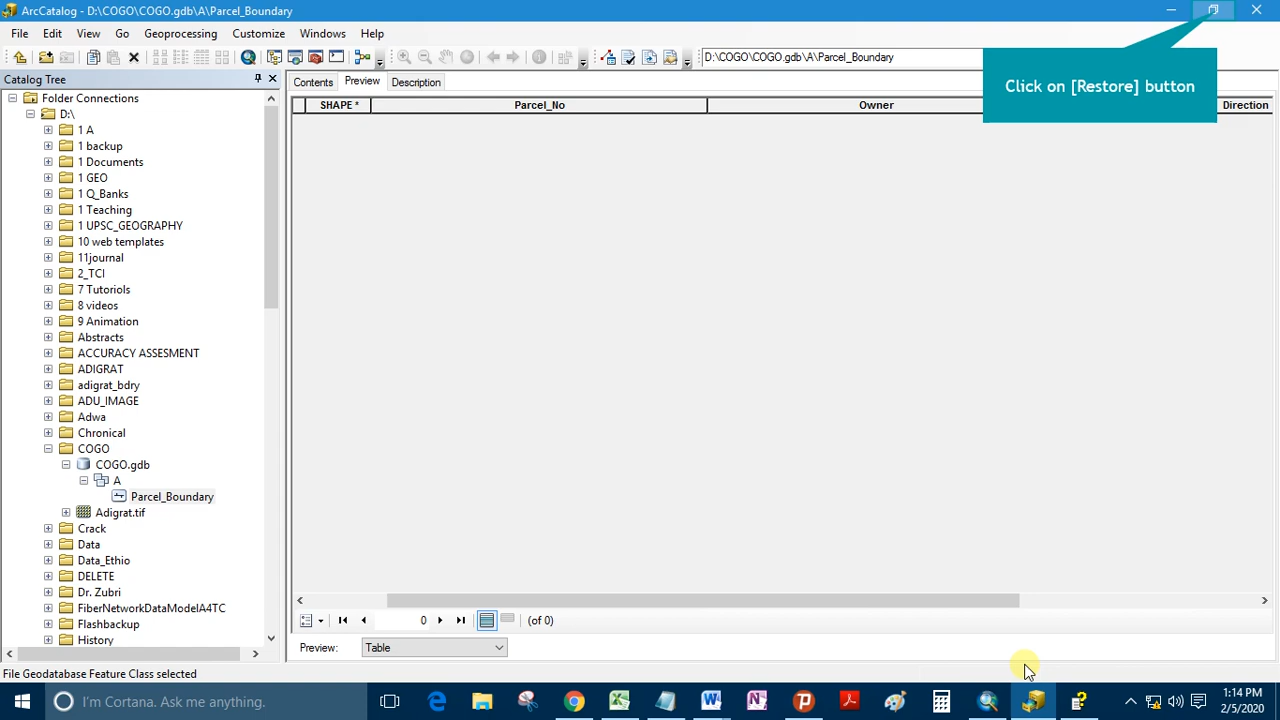 ArcCatalog - D:\COGO\COGO.gdb\A\Parcel_Boundary
File Edit View Go Geoprocessing Customize Windows Help
D:\COGO\COGO.gdb\A\Parcel_Boundary
Click on [Restore] button
Catalog Tree
Contents Preview Description
SHAPE * Parcel_No Owner Direction
Folder Connections
D:\
1 A
1 backup
1 Documents
1 GEO
1 Q_Banks
1 Teaching
1 UPSC_GEOGRAPHY
10 web templates
11journal
2_TCI
7 Tutoriols
8 videos
9 Animation
Abstracts
ACCURACY ASSESMENT
ADIGRAT
adigrat_bdry
ADU_IMAGE
Adwa
Chronical
COGO
COGO.gdb
A
Parcel_Boundary
Adigrat.tif
Crack
Data
Data_Ethio
DELETE
Dr. Zubri
FiberNetworkDataModelA4TC
Flashbackup
History
0 (of 0)
Preview: Table
File Geodatabase Feature Class selected
I'm Cortana. Ask me anything.
1:14 PM
2/5/2020